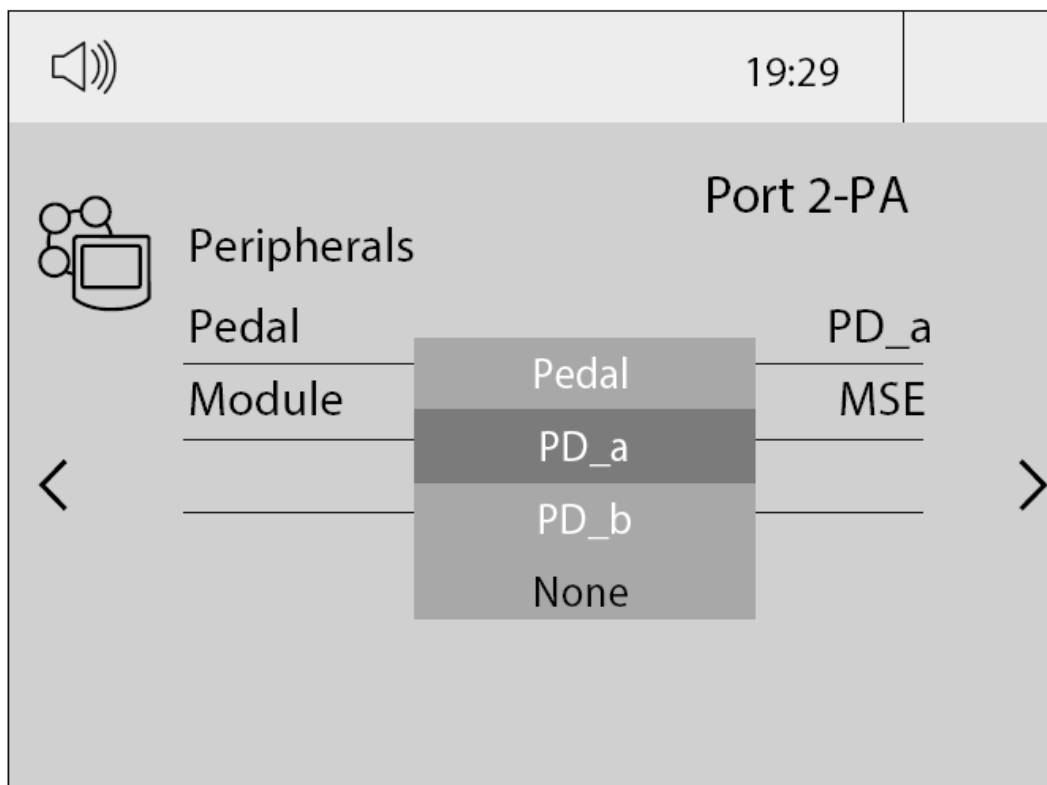 19:29
Port 2-PA
Peripherals
Pedal PD_a
Module MSE
Pedal
PD_a
PD_b
None